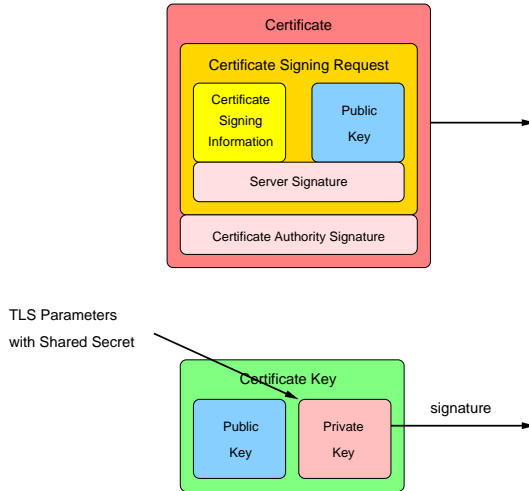 Certificate
Certificate Signing Request
Certificate
Signing
Information
Public
Key
Server Signature
Certificate Authority Signature
TLS Parameters
with Shared Secret
Certificate Key
Public
Key
Private
Key
signature